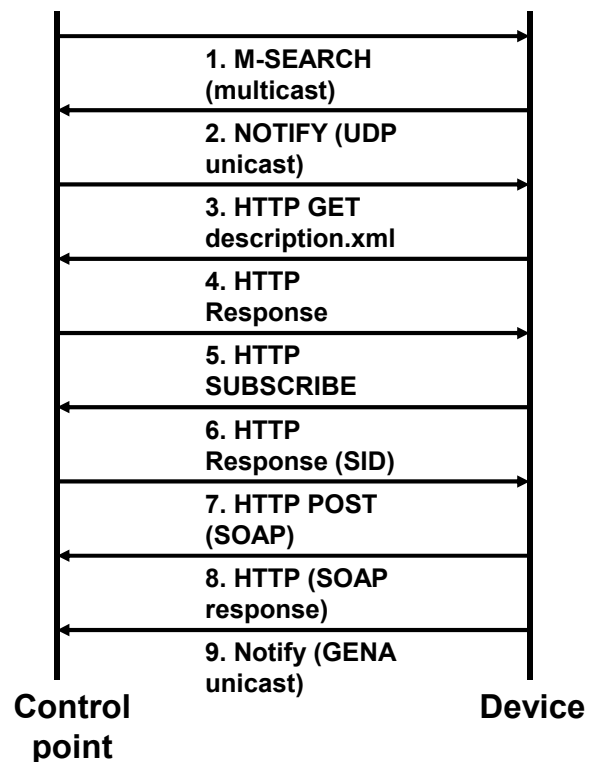 1. M-SEARCH
(multicast)
2. NOTIFY (UDP
unicast)
3. HTTP GET
description.xml
4. HTTP
Response
5. HTTP
SUBSCRIBE
6. HTTP
Response (SID)
7. HTTP POST
(SOAP)
8. HTTP (SOAP
response)
9. Notify (GENA
unicast)
Control
point
Device